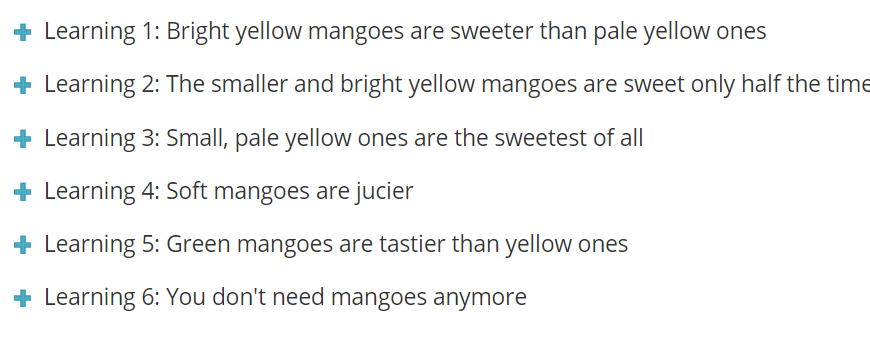 Learning 1: Bright yellow mangoes are sweeter than pale yellow ones
Learning 2: The smaller and bright yellow mangoes are sweet only half the time
Learning 3: Small, pale yellow ones are the sweetest of all
Learning 4: Soft mangoes are jucier
Learning 5: Green mangoes are tastier than yellow ones
Learning 6: You don't need mangoes anymore